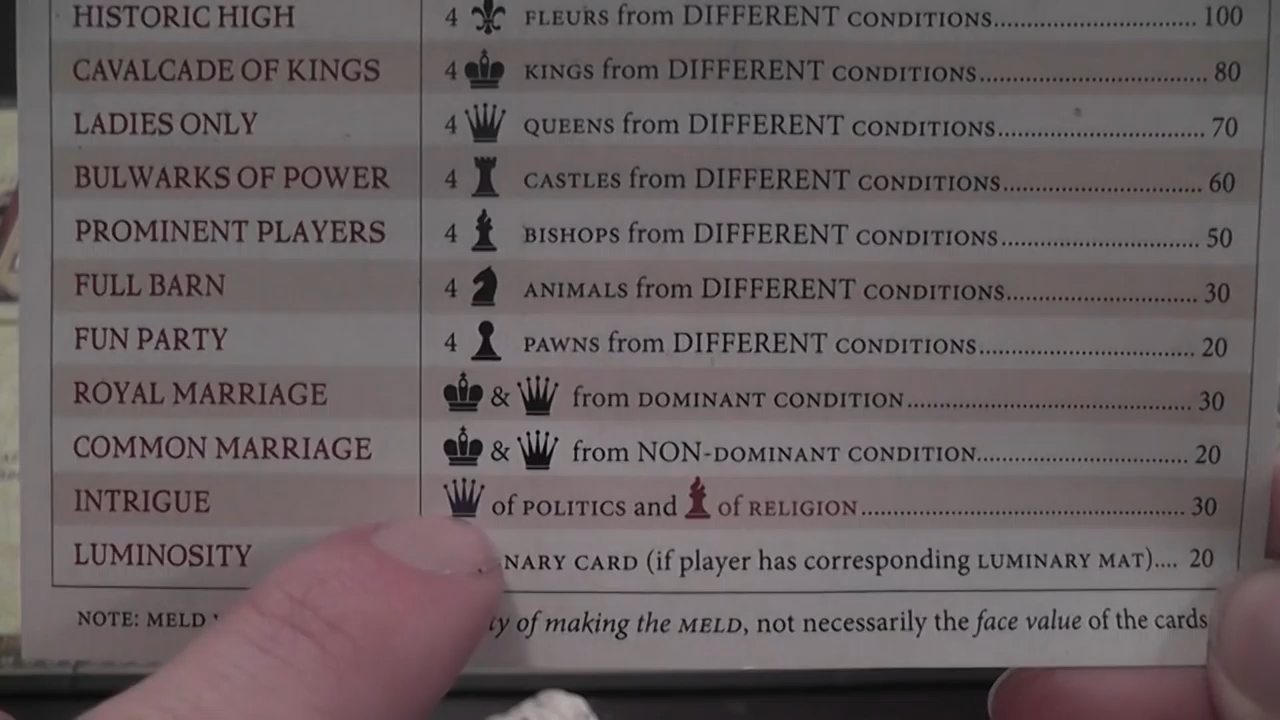 HISTORIC HIGH 4 FLEURS from DIFFERENT CONDITIONS.......... 100
CAVALCADE OF KINGS 4 KINGS from DIFFERENT CONDITIONS.......... 80
LADIES ONLY 4 QUEENS from DIFFERENT CONDITIONS.......... 70
BULWARKS OF POWER 4 CASTLES from DIFFERENT CONDITIONS.......... 60
PROMINENT PLAYERS 4 BISHOPS from DIFFERENT CONDITIONS.......... 50
FULL BARN 4 ANIMALS from DIFFERENT CONDITIONS.......... 30
FUN PARTY 4 PAWNS from DIFFERENT CONDITIONS.......... 20
ROYAL MARRIAGE & from DOMINANT CONDITION.......... 30
COMMON MARRIAGE & from NON-DOMINANT CONDITION.......... 20
INTRIGUE of POLITICS and of RELIGION.......... 30
LUMINOSITY NARY CARD (if player has corresponding LUMINARY MAT).... 20
NOTE: MELD of making the MELD, not necessarily the face value of the cards